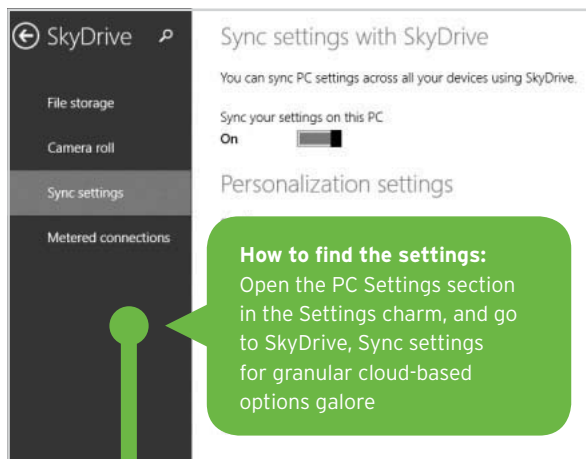 SkyDrive
File storage
Camera roll
Sync settings
Metered connections
Sync settings with SkyDrive
You can sync PC settings across all your devices using SkyDrive.
Sync your settings on this PC
On
Personalization settings
How to find the settings:
Open the PC Settings section
in the Settings charm, and go
to SkyDrive, Sync settings
for granular cloud-based
options galore